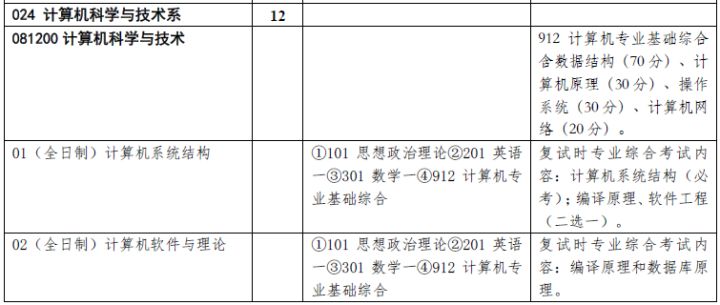 024 计算机科学与技术系
12
081200计算机科学与技术
912 计算机专业基础综合
含数据结构（70 分）、计
算机原理（30 分）、操作
系统（30 分）、计算机网
络（20 分）。
01（全日制）计算机系统结构
①101 思想政治理论②201 英语
一③301 数学一④912 计算机专
业基础综合
复试时专业综合考试内
容：计算机系统结构（必
考）；编译原理、软件工程
（二选一）。
02（全日制）计算机软件与理论
①101 思想政治理论②201 英语
一③301 数学一④912 计算机专
业基础综合
复试时专业综合考试内
容：编译原理和数据库原
理。